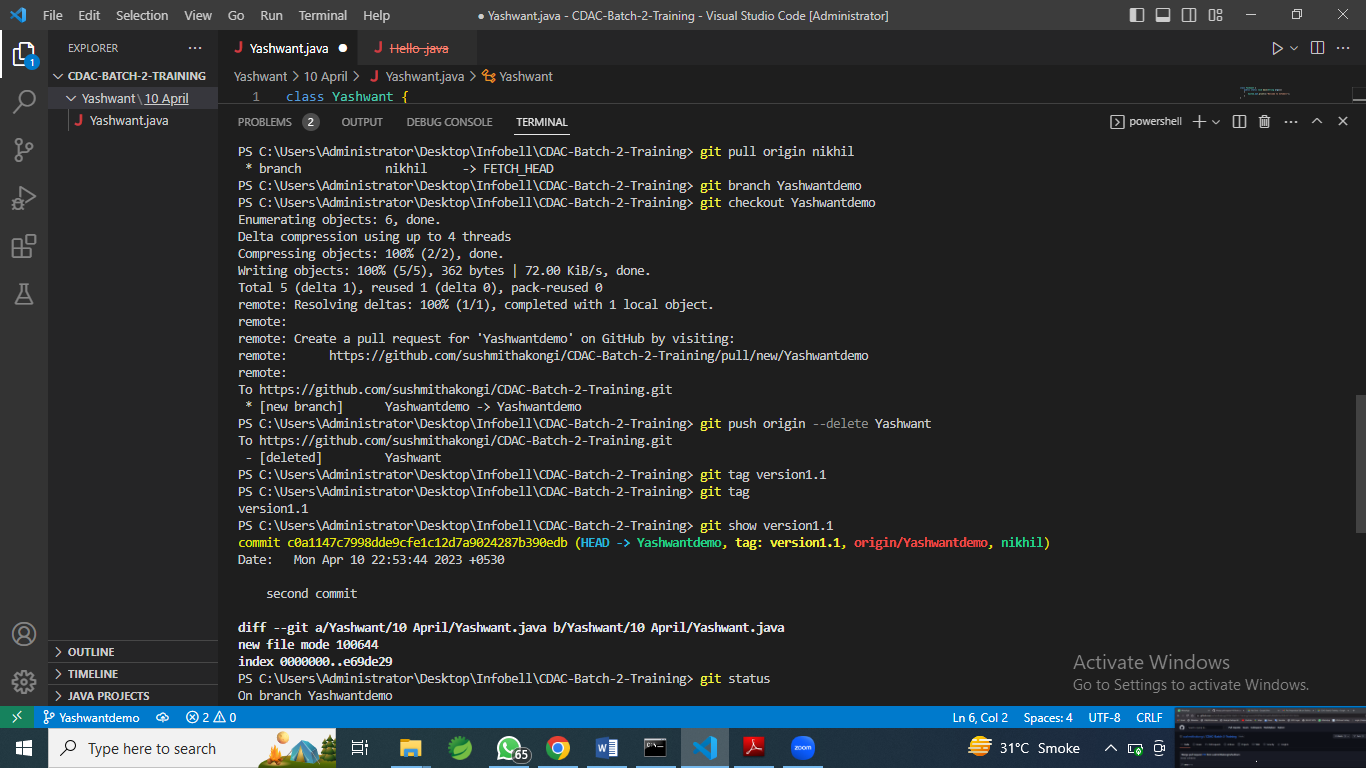 File Edit Selection View Go Run Terminal Help
● Yashwant.java - CDAC-Batch-2-Training - Visual Studio Code [Administrator]
EXPLORER
CDAC-BATCH-2-TRAINING
Yashwant \ 10 April
J Yashwant.java
OUTLINE
TIMELINE
JAVA PROJECTS
1
J Yashwant.java ● J Hello .java
Yashwant > 10 April > J Yashwant.java > Yashwant
1 class Yashwant {
PROBLEMS 2 OUTPUT DEBUG CONSOLE TERMINAL
powershell
PS C:\Users\Administrator\Desktop\Infobell\CDAC-Batch-2-Training> git pull origin nikhil
* branch nikhil -> FETCH_HEAD
PS C:\Users\Administrator\Desktop\Infobell\CDAC-Batch-2-Training> git branch Yashwantdemo
PS C:\Users\Administrator\Desktop\Infobell\CDAC-Batch-2-Training> git checkout Yashwantdemo
Enumerating objects: 6, done.
Delta compression using up to 4 threads
Compressing objects: 100% (2/2), done.
Writing objects: 100% (5/5), 362 bytes | 72.00 KiB/s, done.
Total 5 (delta 1), reused 1 (delta 0), pack-reused 0
remote: Resolving deltas: 100% (1/1), completed with 1 local object.
remote:
remote: Create a pull request for 'Yashwantdemo' on GitHub by visiting:
remote: https://github.com/sushmithakongi/CDAC-Batch-2-Training/pull/new/Yashwantdemo
remote:
To https://github.com/sushmithakongi/CDAC-Batch-2-Training.git
* [new branch] Yashwantdemo -> Yashwantdemo
PS C:\Users\Administrator\Desktop\Infobell\CDAC-Batch-2-Training> git push origin --delete Yashwant
To https://github.com/sushmithakongi/CDAC-Batch-2-Training.git
- [deleted] Yashwant
PS C:\Users\Administrator\Desktop\Infobell\CDAC-Batch-2-Training> git tag version1.1
PS C:\Users\Administrator\Desktop\Infobell\CDAC-Batch-2-Training> git tag
version1.1
PS C:\Users\Administrator\Desktop\Infobell\CDAC-Batch-2-Training> git show version1.1
commit c0a1147c7998dde9cfe1c12d7a9024287b390edb (HEAD -> Yashwantdemo, tag: version1.1, origin/Yashwantdemo, nikhil)
Date: Mon Apr 10 22:53:44 2023 +0530
second commit
diff --git a/Yashwant/10 April/Yashwant.java b/Yashwant/10 April/Yashwant.java
new file mode 100644
index 0000000..e69de29
PS C:\Users\Administrator\Desktop\Infobell\CDAC-Batch-2-Training> git status
On branch Yashwantdemo
Activate Windows
Go to Settings to activate Windows.
Yashwantdemo 2 0
Ln 6, Col 2 Spaces: 4 UTF-8 CRLF
Type here to search
65
zoom
31°C Smoke